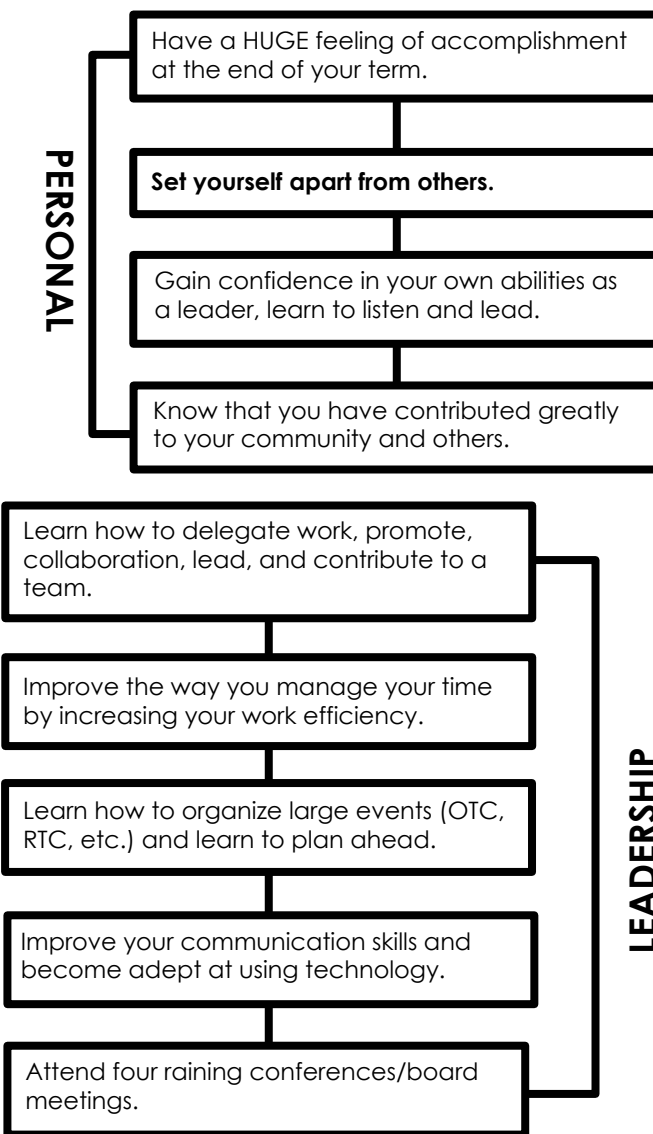 Have a HUGE feeling of accomplishment
at the end of your term.
PERSONAL
Set yourself apart from others.
Gain confidence in your own abilities as
a leader, learn to listen and lead.
Know that you have contributed greatly
to your community and others.
Learn how to delegate work, promote,
collaboration, lead, and contribute to a
team.
Improve the way you manage your time
by increasing your work efficiency.
LEADERSHIP
Learn how to organize large events (OTC,
RTC, etc.) and learn to plan ahead.
Improve your communication skills and
become adept at using technology.
Attend four raining conferences/board
meetings.